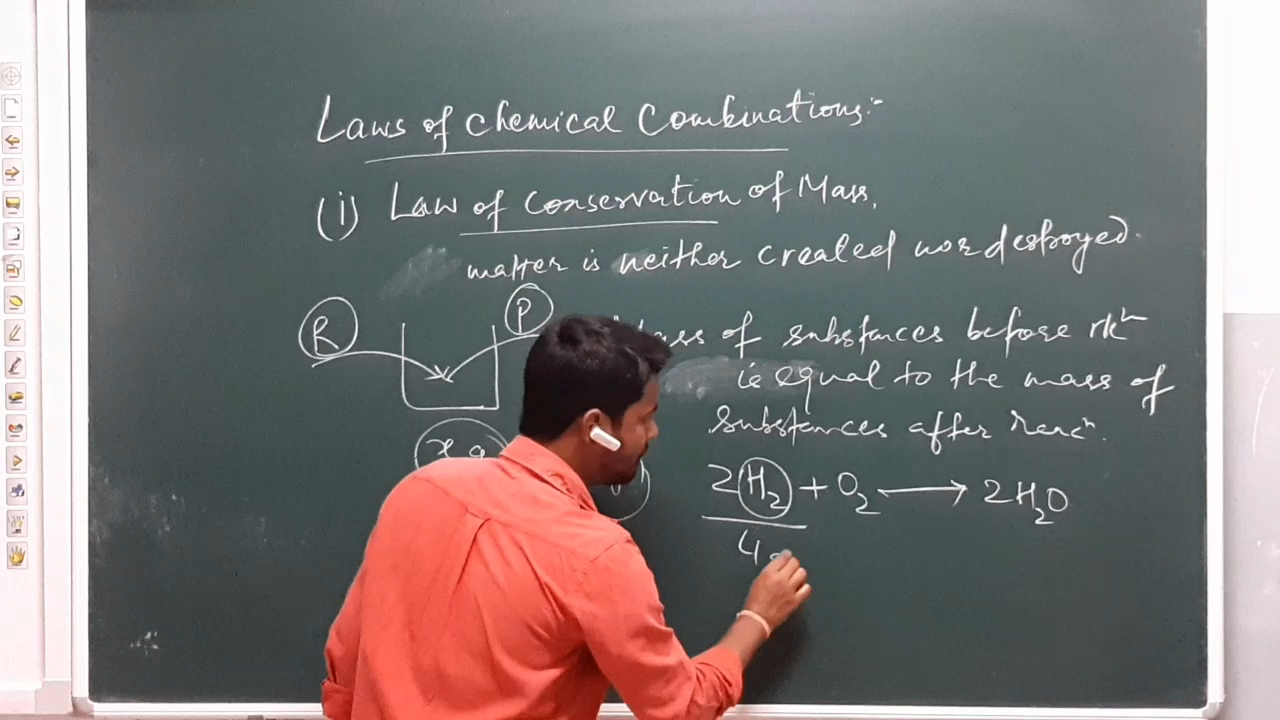 Laws of chemical Combinations:-
(i) Law of conservation of Mass.
matter is neither created nor destroyed.
R
P
of substances before rkn
is equal to the mass of
substances after reacn.
2H2 + O2 → 2H2O
4